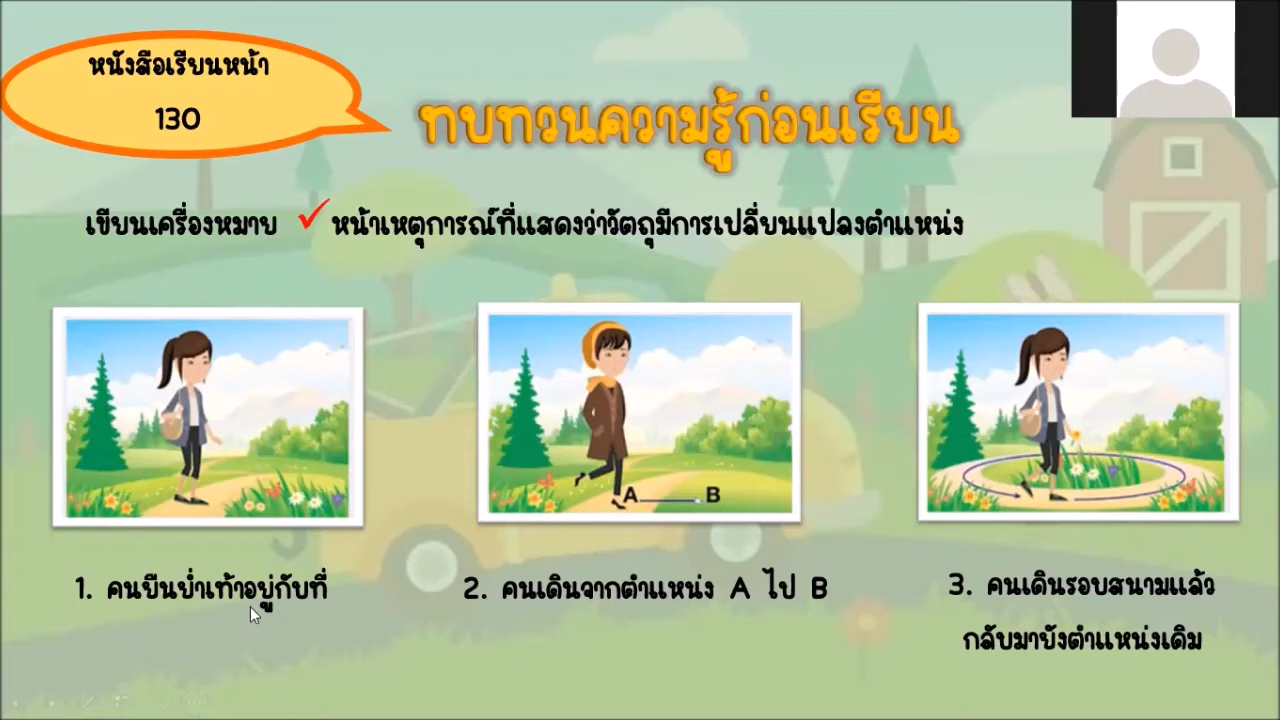 หนังสือเรียนหน้า
130
ทบทวนความรู้ก่อนเรียน
เขียนเครื่องหมาย ✓ หน้าเหตุการณ์ที่แสดงว่าวัตถุมีการเปลี่ยนแปลงตำแหน่ง
A B
1. คนยืนย่ำเท้าอยู่กับที่
2. คนเดินจากตำแหน่ง A ไป B
3. คนเดินรอบสนามแล้ว
กลับมายังตำแหน่งเดิม